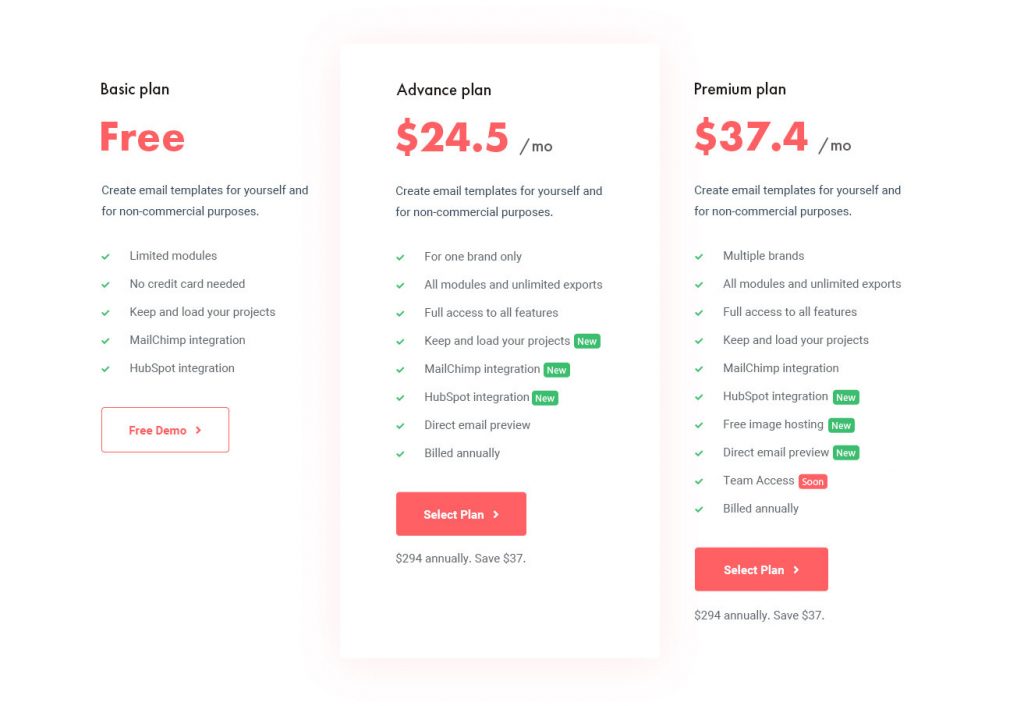 Basic plan
Free
Create email templates for yourself and
for non-commercial purposes.
Limited modules
No credit card needed
Keep and load your projects
MailChimp integration
HubSpot integration
Free Demo
Advance plan
$24.5 /mo
Create email templates for yourself and
for non-commercial purposes.
For one brand only
All modules and unlimited exports
Full access to all features
Keep and load your projects New
MailChimp integration New
HubSpot integration New
Direct email preview
Billed annually
Select Plan
$294 annually. Save $37.
Premium plan
$37.4 /mo
Create email templates for yourself and
for non-commercial purposes.
Multiple brands
All modules and unlimited exports
Full access to all features
Keep and load your projects
MailChimp integration
HubSpot integration New
Free image hosting New
Direct email preview New
Team Access Soon
Billed annually
Select Plan
$294 annually. Save $37.